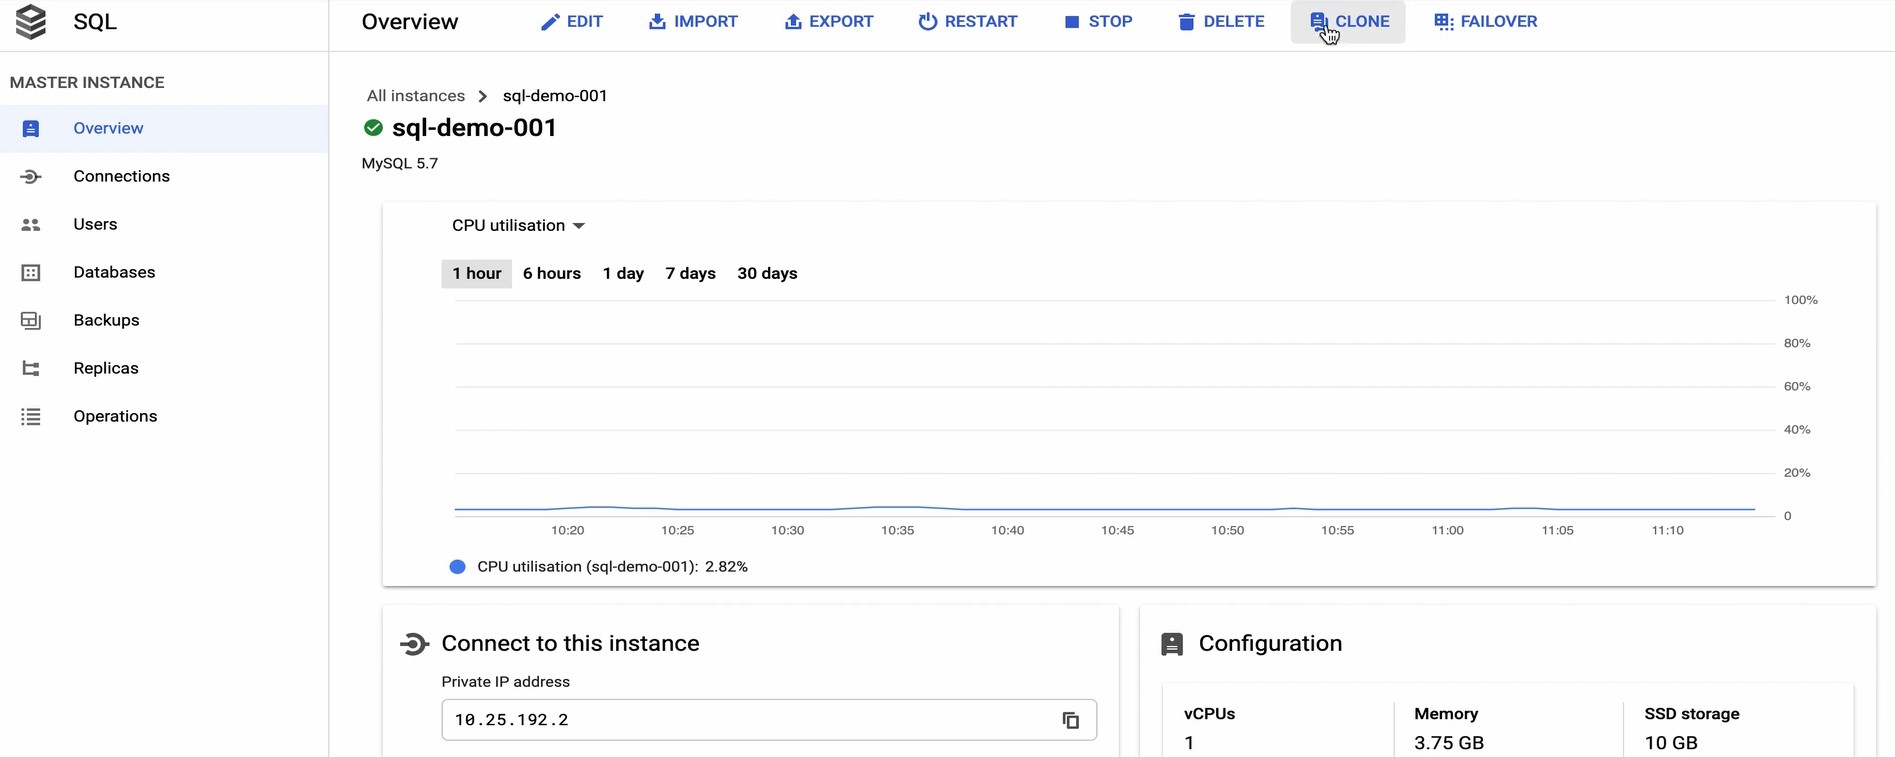 SQL
Overview
EDIT
IMPORT
EXPORT
RESTART
STOP
DELETE
CLONE
FAILOVER
MASTER INSTANCE
Overview
Connections
Users
Databases
Backups
Replicas
Operations
All instances
sql-demo-001
sql-demo-001
MySQL 5.7
CPU utilisation
1 hour 6 hours 1 day 7 days 30 days
100%
80%
60%
40%
20%
0
10:20 10:25 10:30 10:35 10:40 10:45 10:50 10:55 11:00 11:05 11:10
CPU utilisation (sql-demo-001): 2.82%
Connect to this instance
Private IP address
10.25.192.2
Configuration
vCPUs
1
Memory
3.75 GB
SSD storage
10 GB